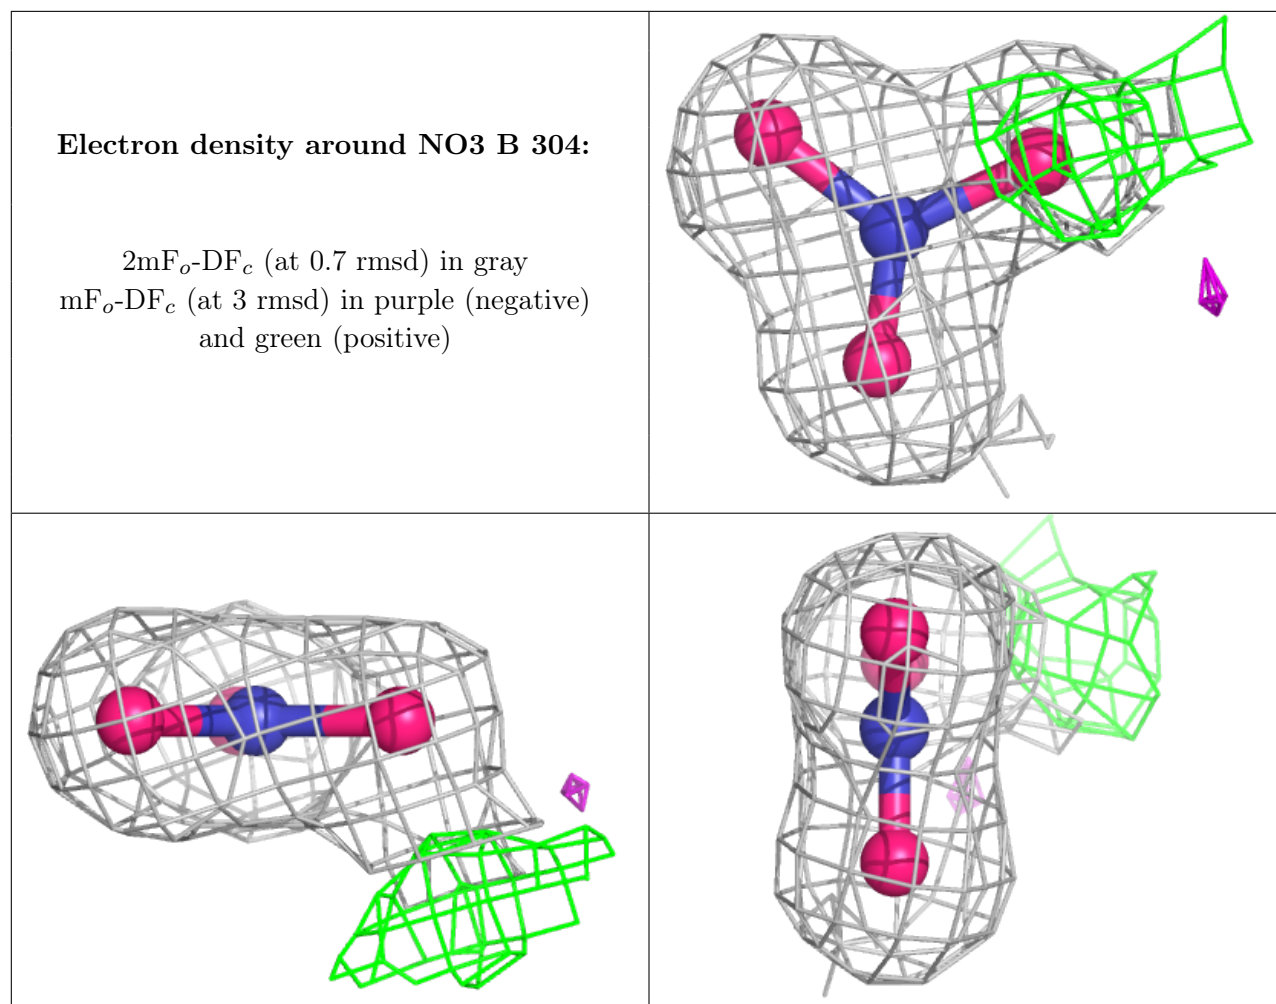 Electron density around NO3 B 304:
2mFo-DFc (at 0.7 rmsd) in gray
mFo-DFc (at 3 rmsd) in purple (negative)
and green (positive)